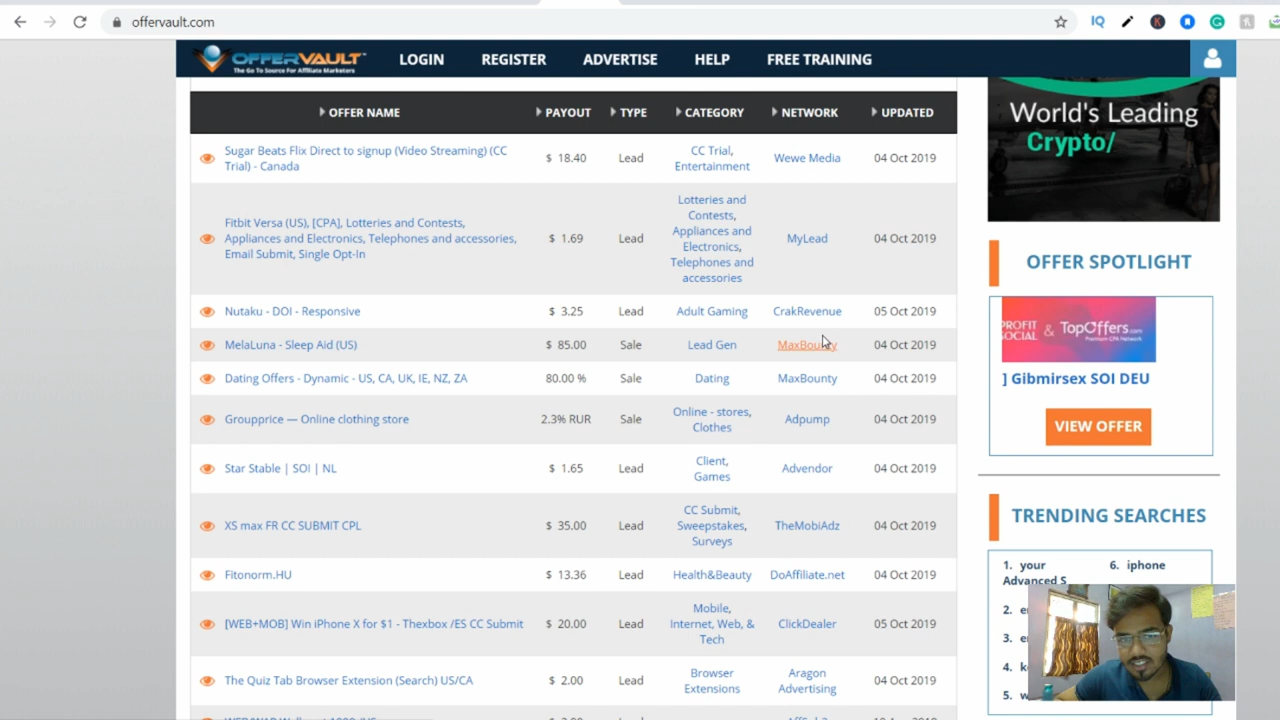 offervault.com
OFFERVAULT
The Go To Source For Affiliate Marketers
LOGIN
REGISTER
ADVERTISE
HELP
FREE TRAINING
OFFER NAME
PAYOUT
TYPE
CATEGORY
NETWORK
UPDATED
Sugar Beats Flix Direct to signup (Video Streaming) (CC
Trial) - Canada
$ 18.40
Lead
CC Trial,
Entertainment
Wewe Media
04 Oct 2019
Fitbit Versa (US), [CPA], Lotteries and Contests,
Appliances and Electronics, Telephones and accessories,
Email Submit, Single Opt-In
$ 1.69
Lead
Lotteries and
Contests,
Appliances and
Electronics,
Telephones and
accessories
MyLead
04 Oct 2019
Nutaku - DOI - Responsive
$ 3.25
Lead
Adult Gaming
CrakRevenue
05 Oct 2019
MelaLuna - Sleep Aid (US)
$ 85.00
Sale
Lead Gen
MaxBounty
04 Oct 2019
Dating Offers - Dynamic - US, CA, UK, IE, NZ, ZA
80.00 %
Sale
Dating
MaxBounty
04 Oct 2019
Groupprice — Online clothing store
2.3% RUR
Sale
Online - stores,
Clothes
Adpump
04 Oct 2019
Star Stable | SOI | NL
$ 1.65
Lead
Client,
Games
Advendor
04 Oct 2019
XS max FR CC SUBMIT CPL
$ 35.00
Lead
CC Submit,
Sweepstakes,
Surveys
TheMobiAdz
04 Oct 2019
Fitonorm.HU
$ 13.36
Lead
Health&Beauty
DoAffiliate.net
04 Oct 2019
[WEB+MOB] Win iPhone X for $1 - Thexbox /ES CC Submit
$ 20.00
Lead
Mobile,
Internet, Web, &
Tech
ClickDealer
05 Oct 2019
The Quiz Tab Browser Extension (Search) US/CA
$ 2.00
Lead
Browser
Extensions
Aragon
Advertising
04 Oct 2019
World's Leading
Crypto/
OFFER SPOTLIGHT
PROFIT
SOCIAL
& TopOffers.com
Premium CPA Network
] Gibmirsex SOI DEU
VIEW OFFER
TRENDING SEARCHES
1. your
Advanced S
2.
3.
4.
5.
6. iphone